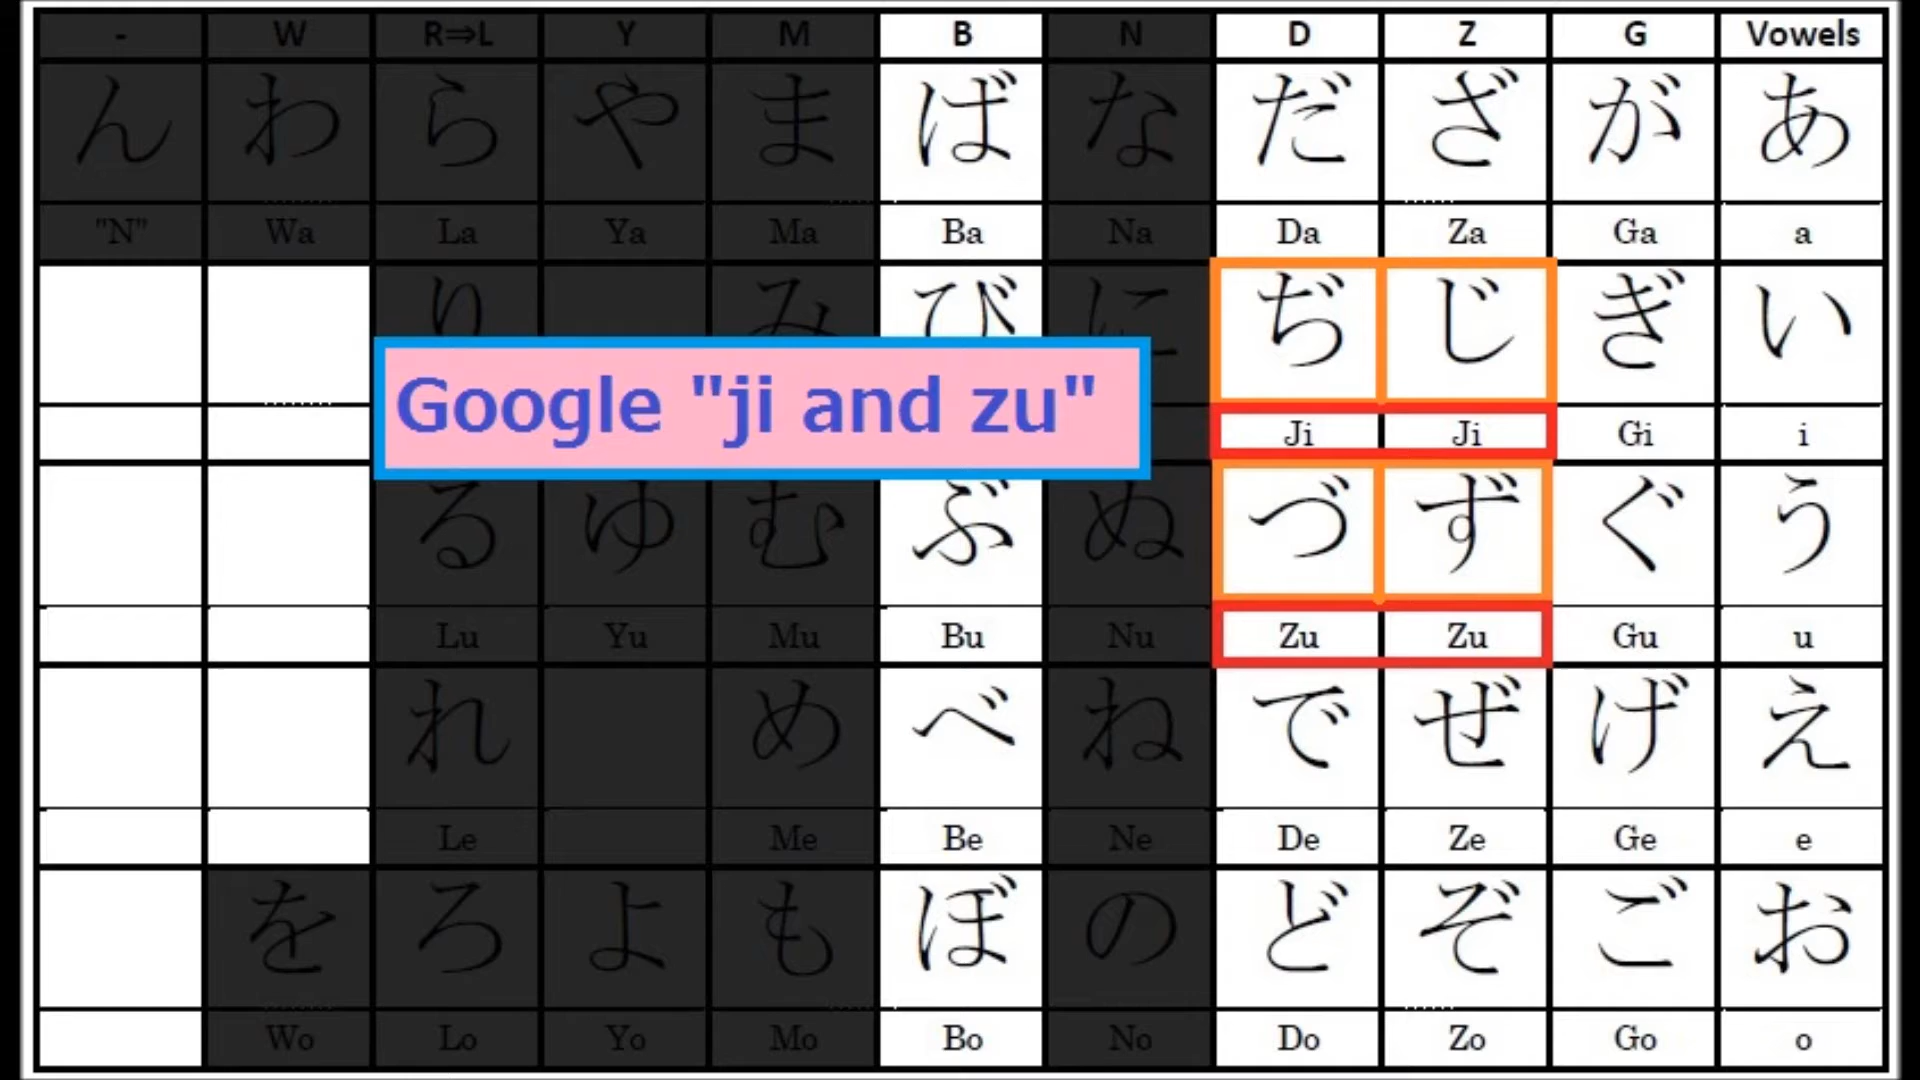 - W R⇒L Y M B N D Z G Vowels
ん わ ら や ま ば な だ ざ が あ
"N" Wa La Ya Ma Ba Na Da Za Ga a
り み び に ぢ じ ぎ い
Google "ji and zu"
Ji Ji Gi i
る ゆ む ぶ ぬ づ ず ぐ う
Lu Yu Mu Bu Nu Zu Zu Gu u
れ め べ ね で ぜ げ え
Le Me Be Ne De Ze Ge e
を ろ よ も ぼ の ど ぞ ご お
Wo Lo Yo Mo Bo No Do Zo Go o